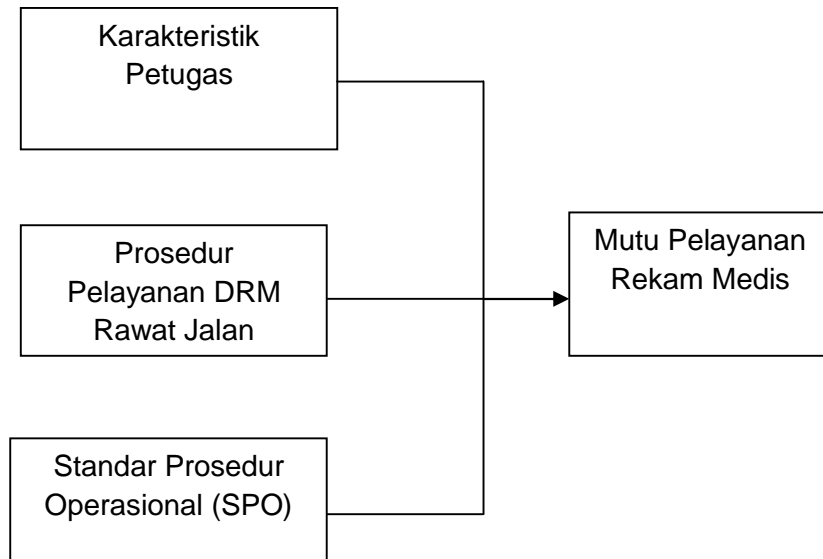 Karakteristik
Petugas
Prosedur
Pelayanan DRM
Rawat Jalan
Mutu Pelayanan
Rekam Medis
Standar Prosedur
Operasional (SPO)